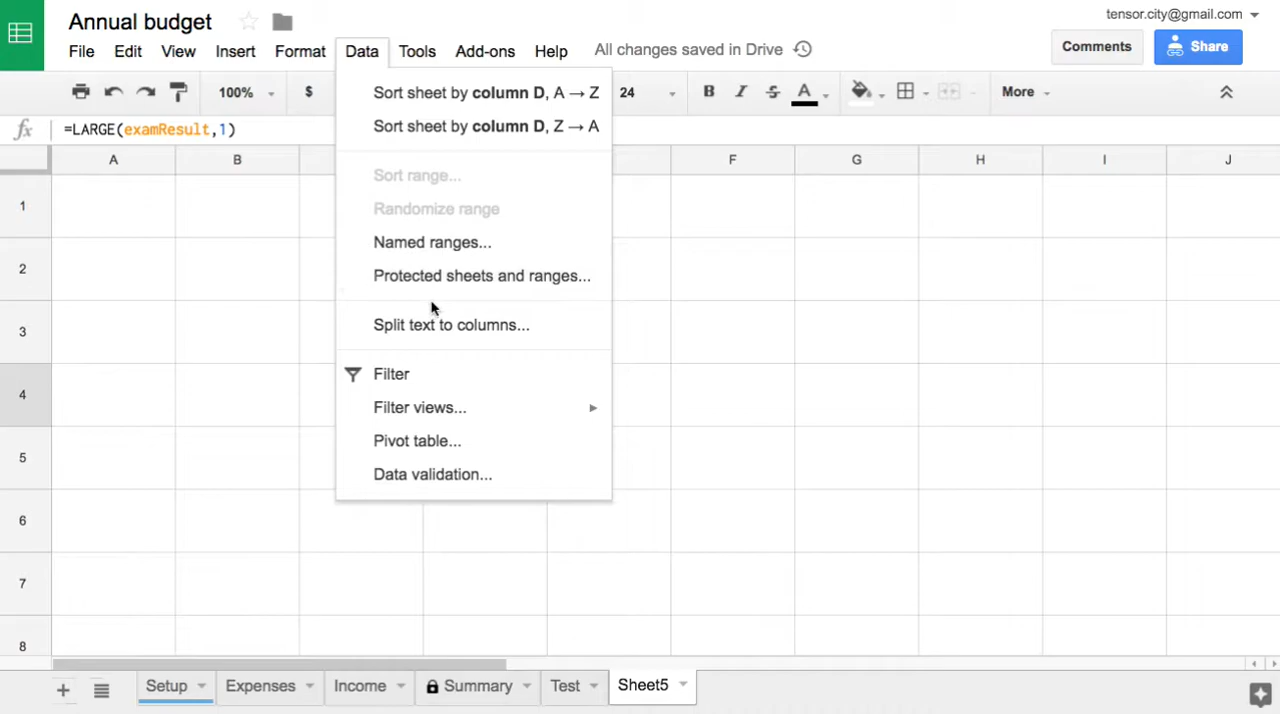 Annual budget
tensor.city@gmail.com
File Edit View Insert Format Data Tools Add-ons Help All changes saved in Drive
Comments Share
100% $ 24 B I S A More
fx =LARGE(examResult,1)
A B F G H I J
Sort sheet by column D, A → Z
Sort sheet by column D, Z → A
Sort range...
Randomize range
Named ranges...
Protected sheets and ranges...
Split text to columns...
Filter
Filter views...
Pivot table...
Data validation...
1
2
3
4
5
6
7
8
Setup Expenses Income Summary Test Sheet5